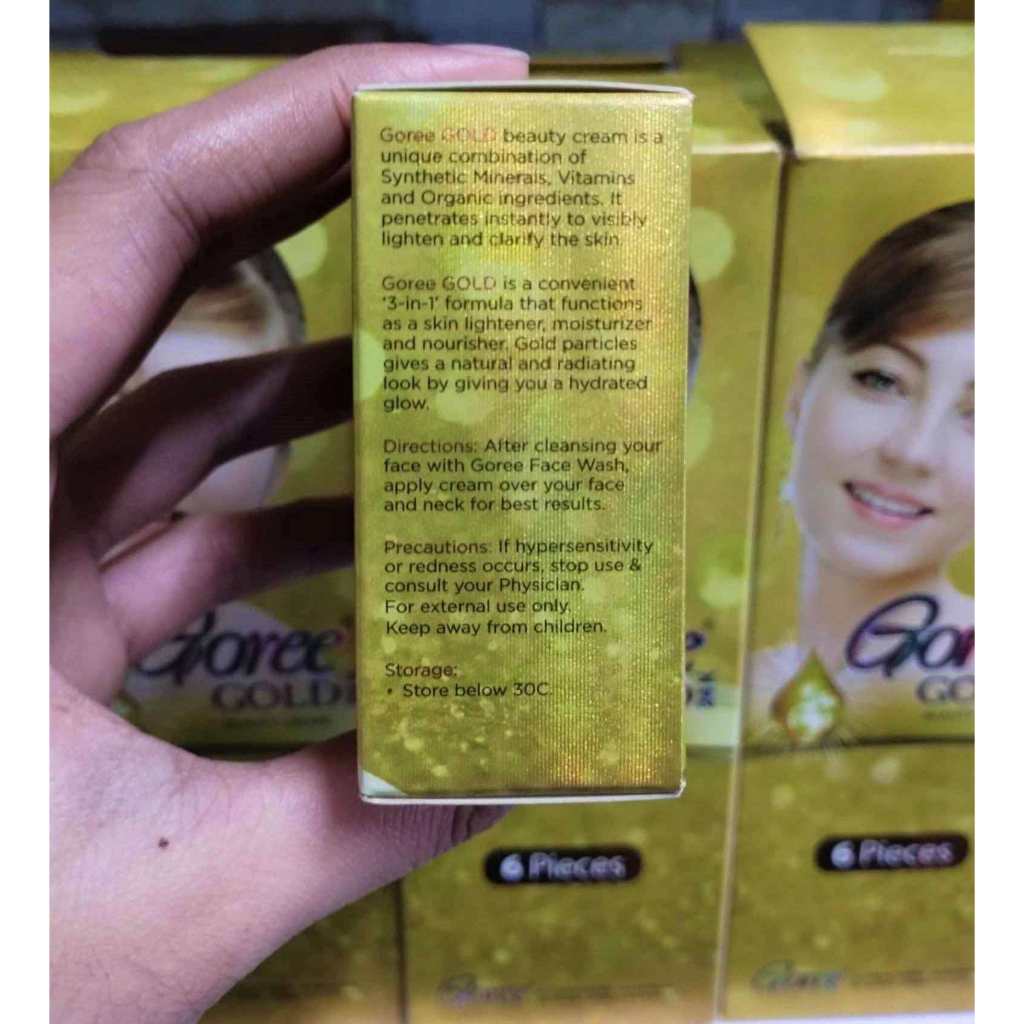 Goree GOLD beauty cream is a
unique combination of
Synthetic Minerals, Vitamins
and Organic ingredients. It
penetrates instantly to visibly
lighten and clarify the skin.
Goree GOLD is a convenient
'3-in-1' formula that functions
as a skin lightener, moisturizer
and nourisher. Gold particles
gives a natural and radiating
look by giving you a hydrated
glow.
Directions: After cleansing your
face with Goree Face Wash,
apply cream over your face
and neck for best results.
Precautions: If hypersensitivity
or redness occurs, stop use &
consult your Physician.
For external use only.
Keep away from children.
Storage:
• Store below 30C.
Goree
GOLD
6 Pieces
6 Pieces
Goree
Goree